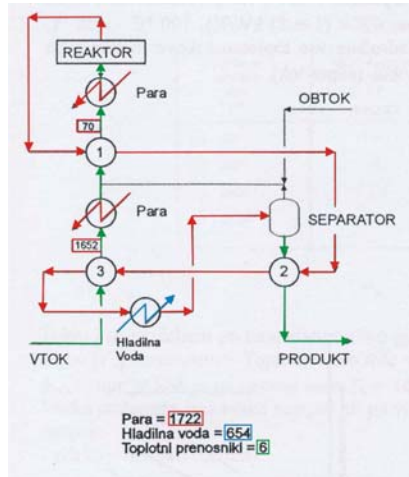 REAKTOR
Para
70
OBTOK
1
Para
SEPARATOR
1652
3
2
Hladilna
Voda
VTOK
PRODUKT
Para = 1722
Hladilna voda = 654
Toplotni prenosniki = 6